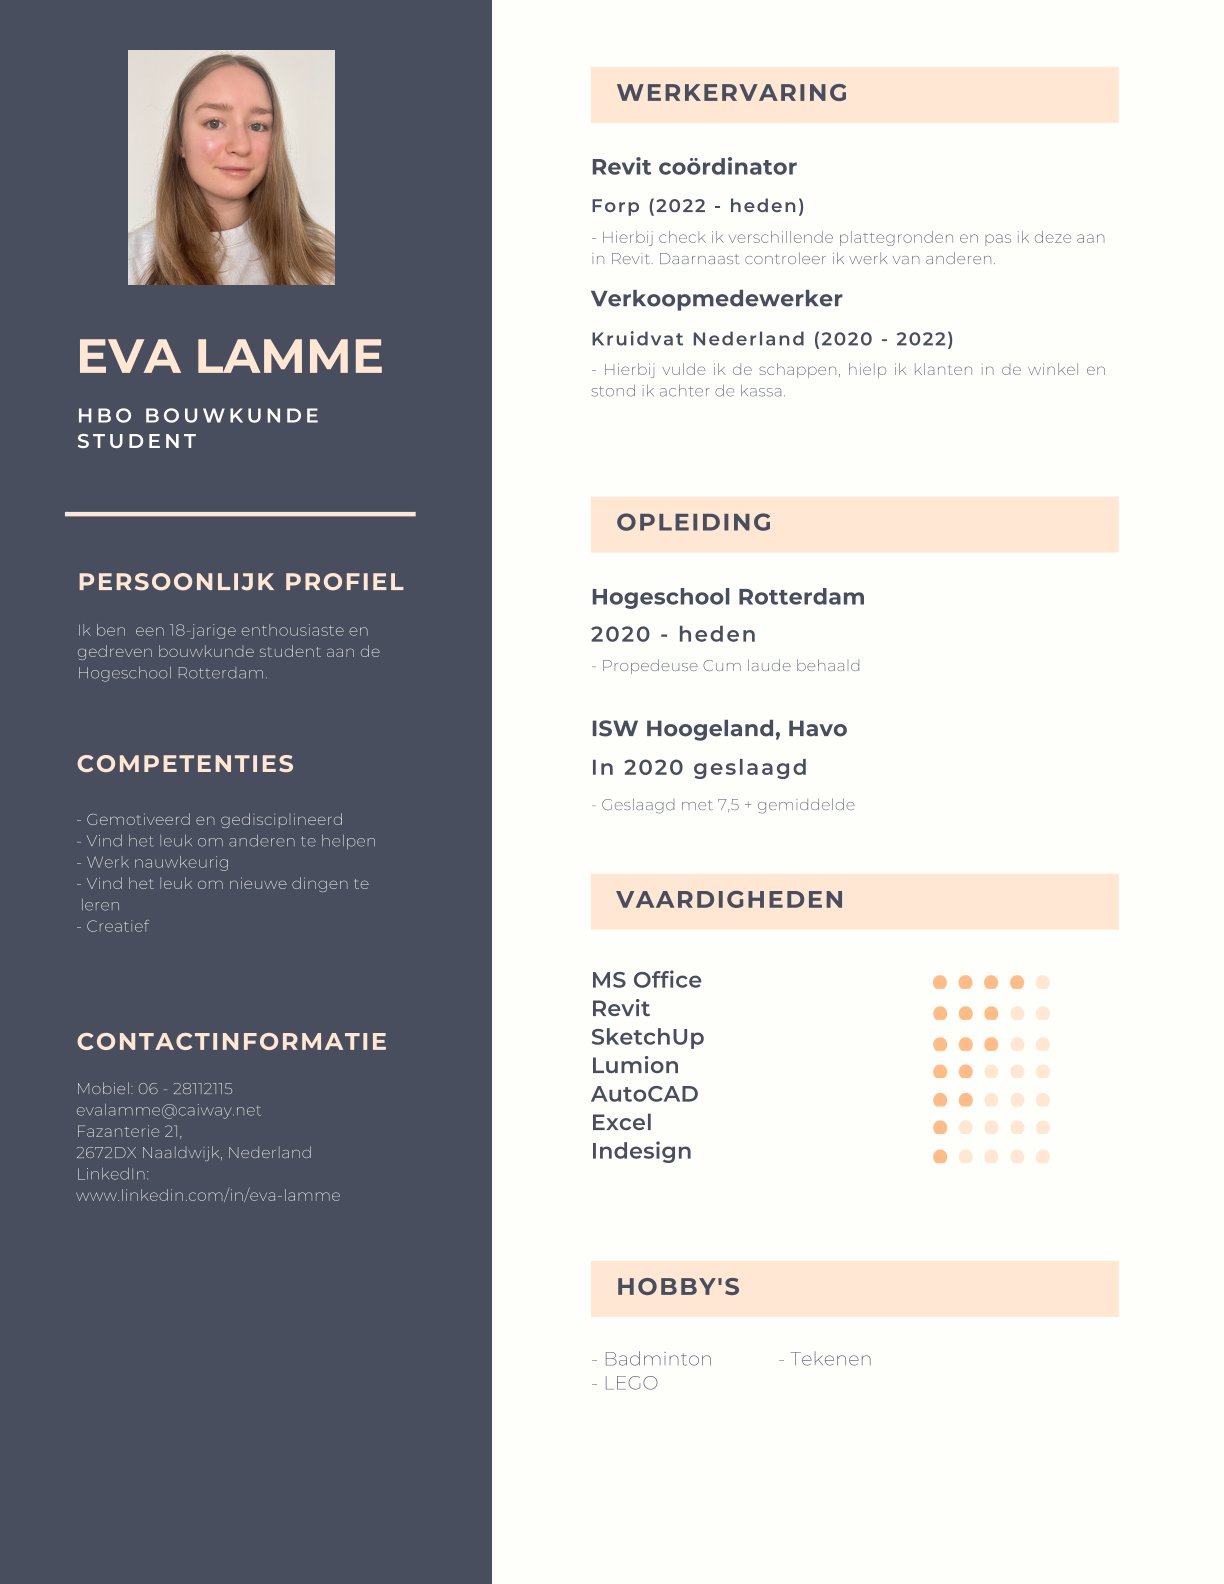 EVA LAMME
HBO BOUWKUNDE
STUDENT
PERSOONLIJK PROFIEL
Ik ben  een 18-jarige enthousiaste en
gedreven bouwkunde student aan de
Hogeschool Rotterdam.
COMPETENTIES
- Gemotiveerd en gedisciplineerd
- Vind het leuk om anderen te helpen
- Werk nauwkeurig
- Vind het leuk om nieuwe dingen te
leren
- Creatief
CONTACTINFORMATIE
Mobiel: 06 - 28112115
evalamme@caiway.net
Fazanterie 21,
2672DX Naaldwijk, Nederland
LinkedIn:
www.linkedin.com/in/eva-lamme
WERKERVARING
Revit coördinator
Forp (2022 - heden)
- Hierbij check ik verschillende plattegronden en pas ik deze aan
in Revit. Daarnaast controleer ik werk van anderen.
Verkoopmedewerker
Kruidvat Nederland (2020 - 2022)
- Hierbij vulde ik de schappen, hielp ik klanten in de winkel en
stond ik achter de kassa.
OPLEIDING
Hogeschool Rotterdam
2020 - heden
- Propedeuse Cum laude behaald
ISW Hoogeland, Havo
In 2020 geslaagd
- Geslaagd met 7,5 + gemiddelde
VAARDIGHEDEN
MS Office
Revit
SketchUp
Lumion
AutoCAD
Excel
Indesign
HOBBY'S
- Badminton - Tekenen
- LEGO